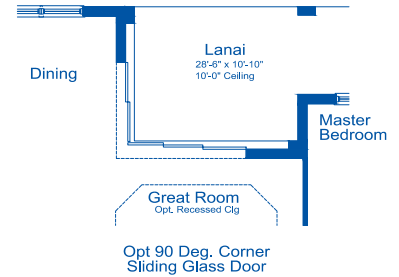 Lanai
28'-6" x 10'-10"
10'-0" Ceiling
Dining
Master
Bedroom
Great Room
Opt. Recessed Clg
Opt 90 Deg. Corner
Sliding Glass Door